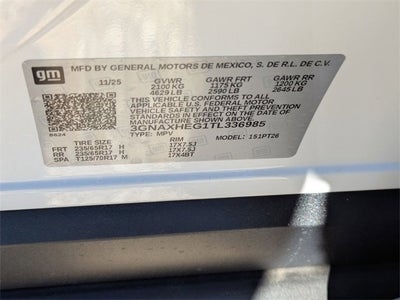 gm
MFD BY GENERAL MOTORS DE MEXICO, S. DE R.L. DE C.V.
11/25 GVWR GAWR FRT GAWR RR
2100 KG 1175 KG 1200 KG
4629 LB 2590 LB 2645 LB
THIS VEHICLE CONFORMS TO ALL
APPLICABLE U.S. FEDERAL MOTOR
VEHICLE SAFETY AND THEFT PREVENTION
STANDARDS IN EFFECT ON THE DATE OF
MANUFACTURE SHOWN ABOVE.
3GNAXHEG1TL336985
8624 TYPE: MPV MODEL: 1S1PT26
TIRE SIZE RIM
FRT 235/65R17 H 17X7.5J
RR 235/65R17 H 17X7.5J
SPA T125/70R17 M 17X4BT